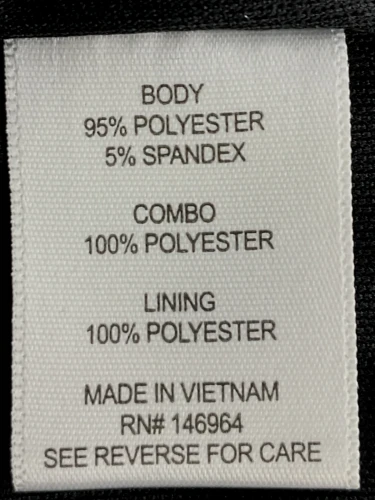 BODY
95% POLYESTER
5% SPANDEX
COMBO
100% POLYESTER
LINING
100% POLYESTER
MADE IN VIETNAM
RN# 146964
SEE REVERSE FOR CARE